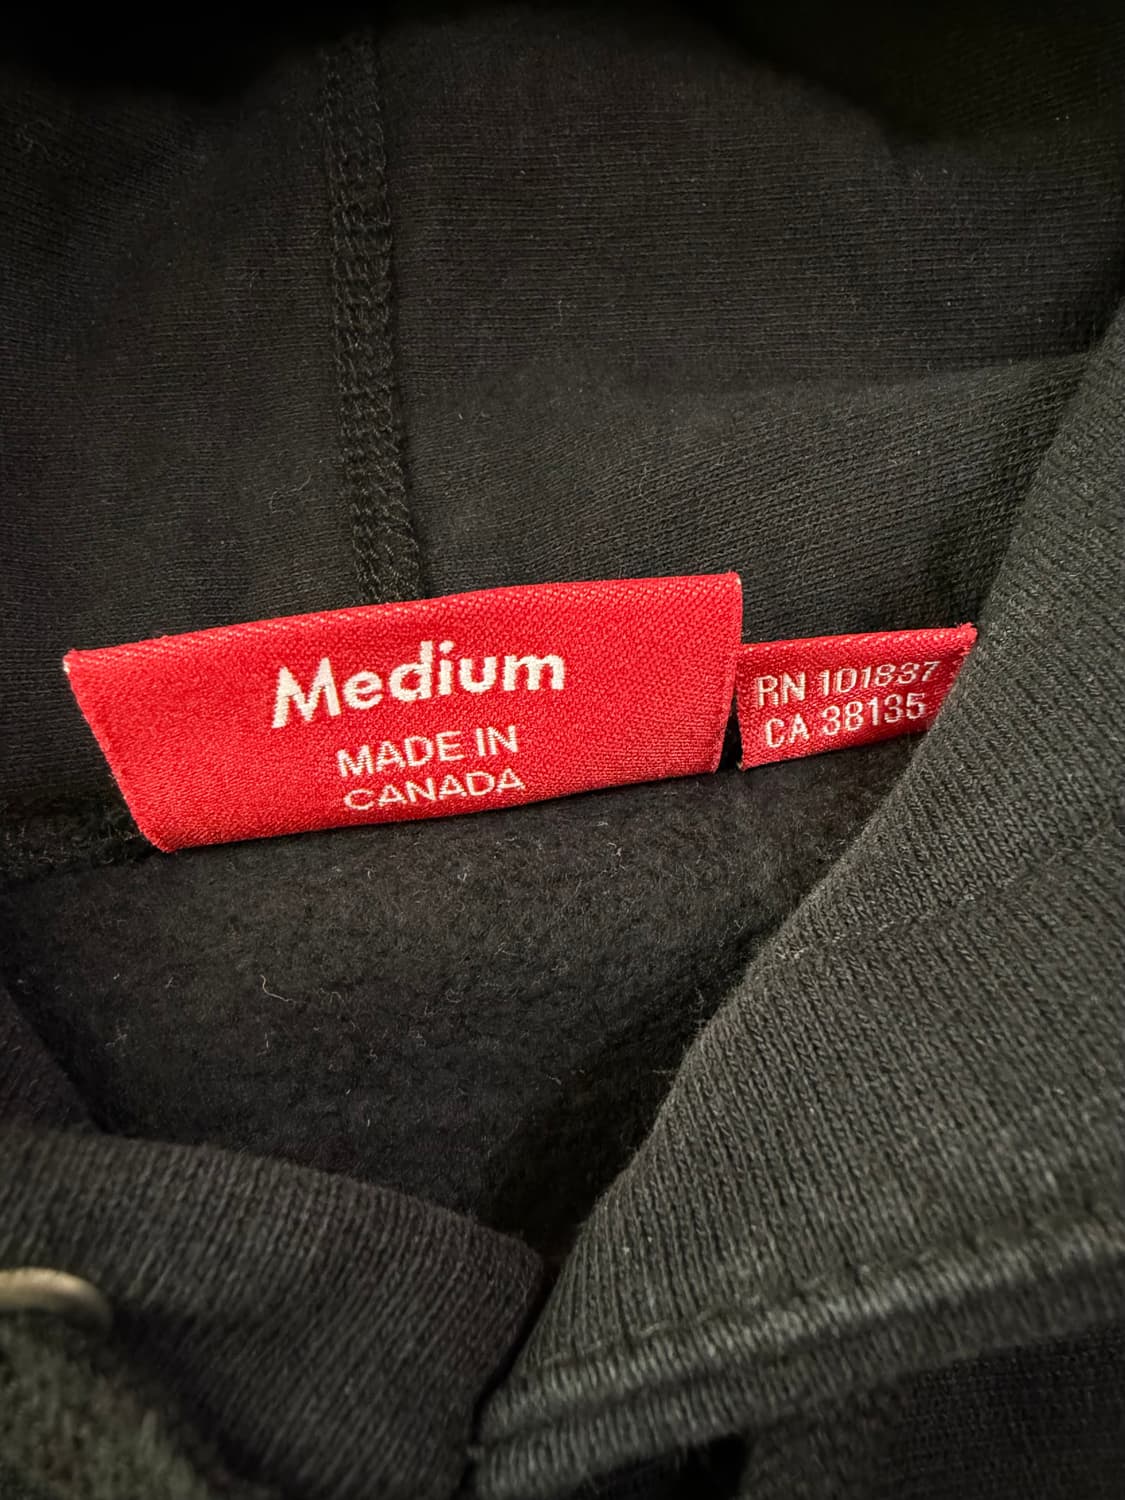 Medium
MADE IN
CANADA
RN 101837
CA 38135